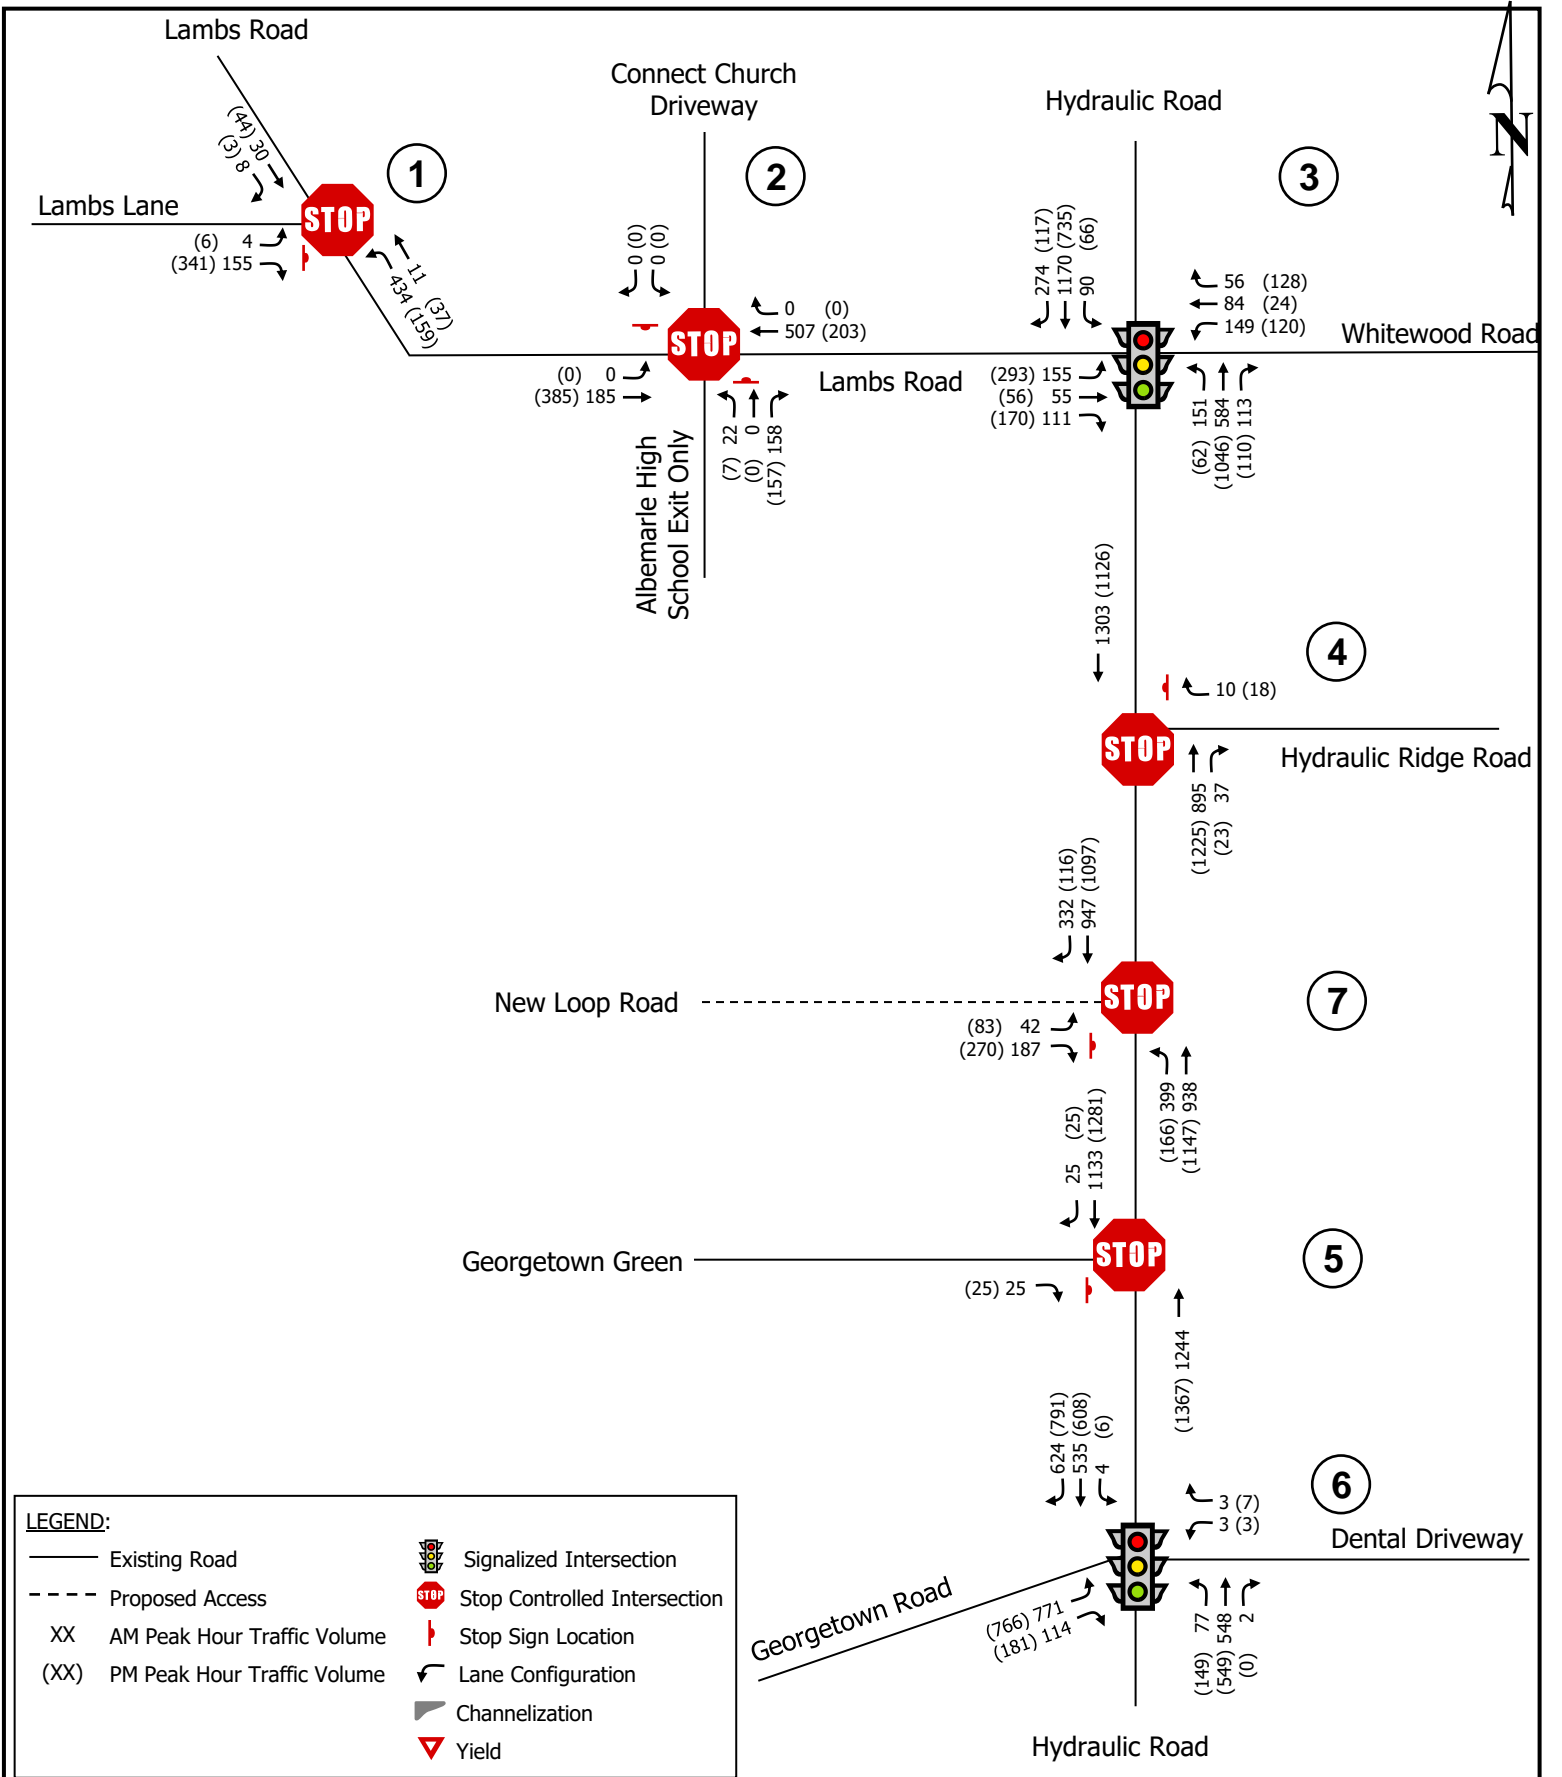 Lambs Road
Connect Church
Driveway
Hydraulic Road
N
1
2
3
(44) 30
(3) 8
Lambs Lane
STOP
(6) 4
(341) 155
11 (37)
434 (159)
0 (0)
0 (0)
0 (0)
507 (203)
STOP
(0) 0
(385) 185
Lambs Road
(7) 22
(0) 0
(157) 158
Albemarle High
School Exit Only
274 (117)
1170 (735)
90 (66)
56 (128)
84 (24)
149 (120)
Whitewood Road
(293) 155
(56) 55
(170) 111
(62) 151
(1046) 584
(110) 113
1303 (1126)
4
10 (18)
STOP
Hydraulic Ridge Road
(1225) 895
(23) 37
332 (116)
947 (1097)
New Loop Road
STOP
7
(83) 42
(270) 187
(166) 399
(1147) 938
25 (25)
1133 (1281)
Georgetown Green
STOP
5
(25) 25
(1367) 1244
624 (791)
535 (608)
4 (6)
6
3 (7)
3 (3)
Dental Driveway
Georgetown Road
(766) 771
(181) 114
(149) 77
(549) 548
(0) 2
Hydraulic Road
LEGEND:
Existing Road
Signalized Intersection
Proposed Access
STOP
Stop Controlled Intersection
XX AM Peak Hour Traffic Volume
Stop Sign Location
(XX) PM Peak Hour Traffic Volume
Lane Configuration
Channelization
Yield